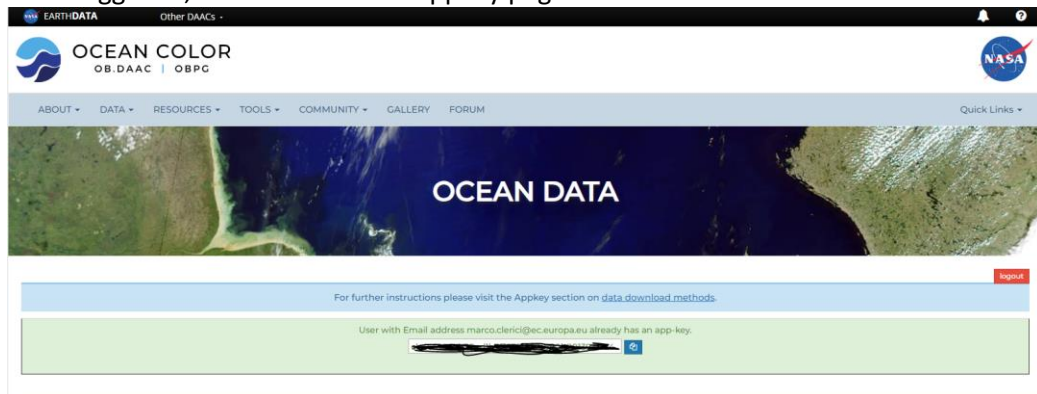 EARTHDATA Other DAACs
OCEAN COLOR
OB.DAAC | OBPG
NASA
ABOUT DATA RESOURCES TOOLS COMMUNITY GALLERY FORUM Quick Links
OCEAN DATA
logout
For further instructions please visit the Appkey section on data download methods.
User with Email address marco.clerici@ec.europa.eu already has an app-key.